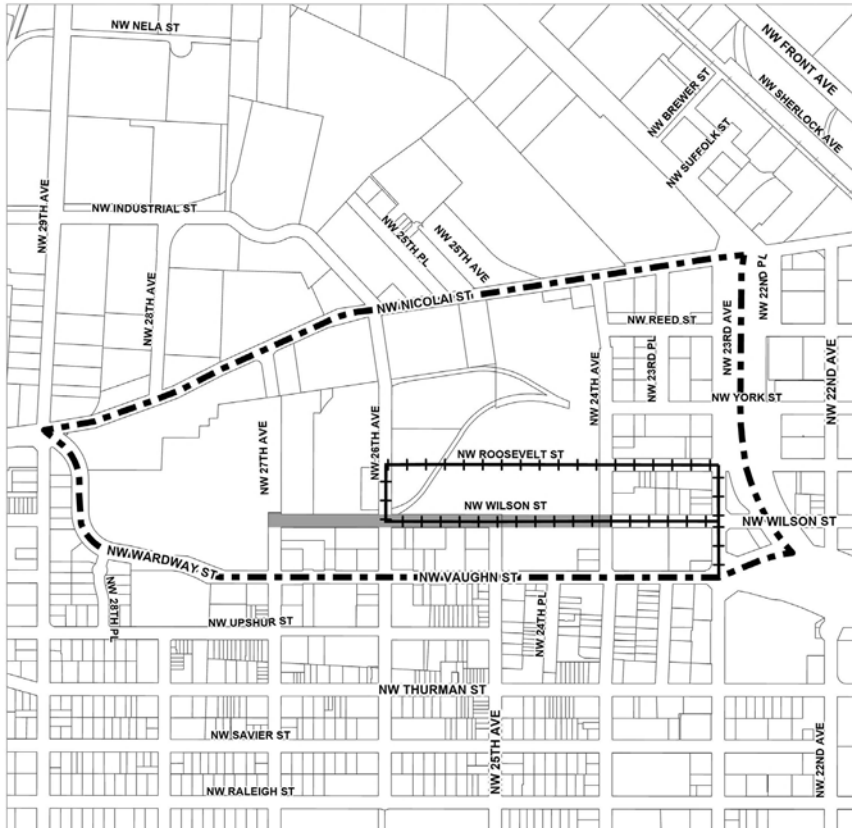 NW NELA ST
NW FRONT AVE
NW SHERLOCK AVE
NW BREWER ST
NW SUFFOLK ST
NW 29TH AVE
NW INDUSTRIAL ST
NW 25TH PL
NW 25TH AVE
NW 28TH AVE
NW NICOLAI ST
NW 22ND PL
NW REED ST
NW 23RD AVE
NW 23RD PL
NW 24TH AVE
NW 22ND AVE
NW YORK ST
NW 27TH AVE
NW 26TH AVE
NW ROOSEVELT ST
NW WILSON ST
NW WILSON ST
NW WARDWAY ST
NW VAUGHN ST
NW 28TH PL
NW 24TH PL
NW UPSHUR ST
NW THURMAN ST
NW SAVIER ST
NW 25TH AVE
NW 22ND AVE
NW RALEIGH ST